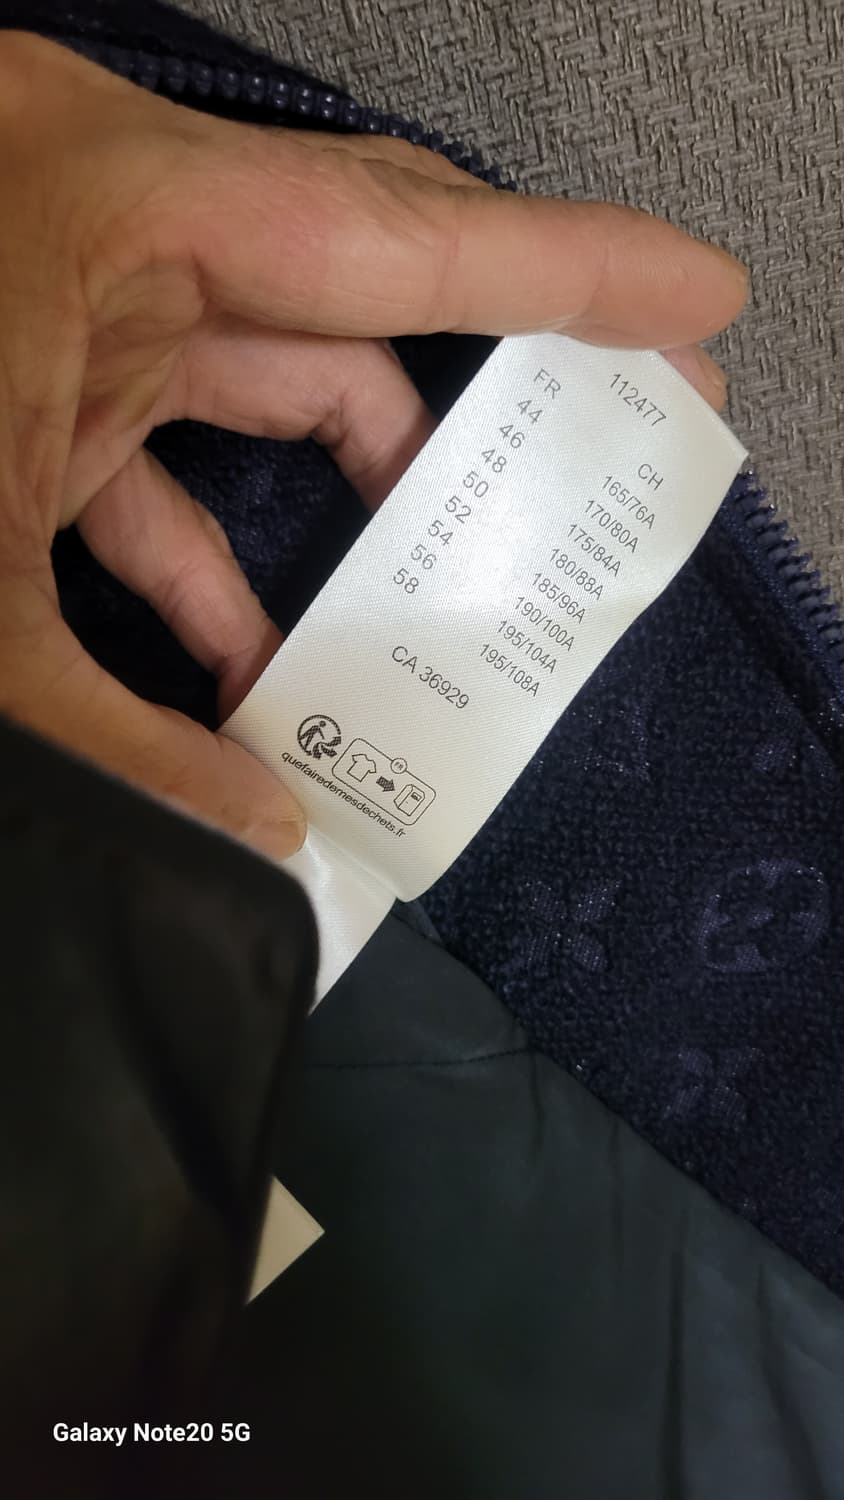 112477
FR CH
44 165/76A
46 170/80A
48 175/84A
50 180/88A
52 185/96A
54 190/100A
56 195/104A
58 195/108A
CA 36929
FR
quefairedemesdechets.fr
Galaxy Note20 5G